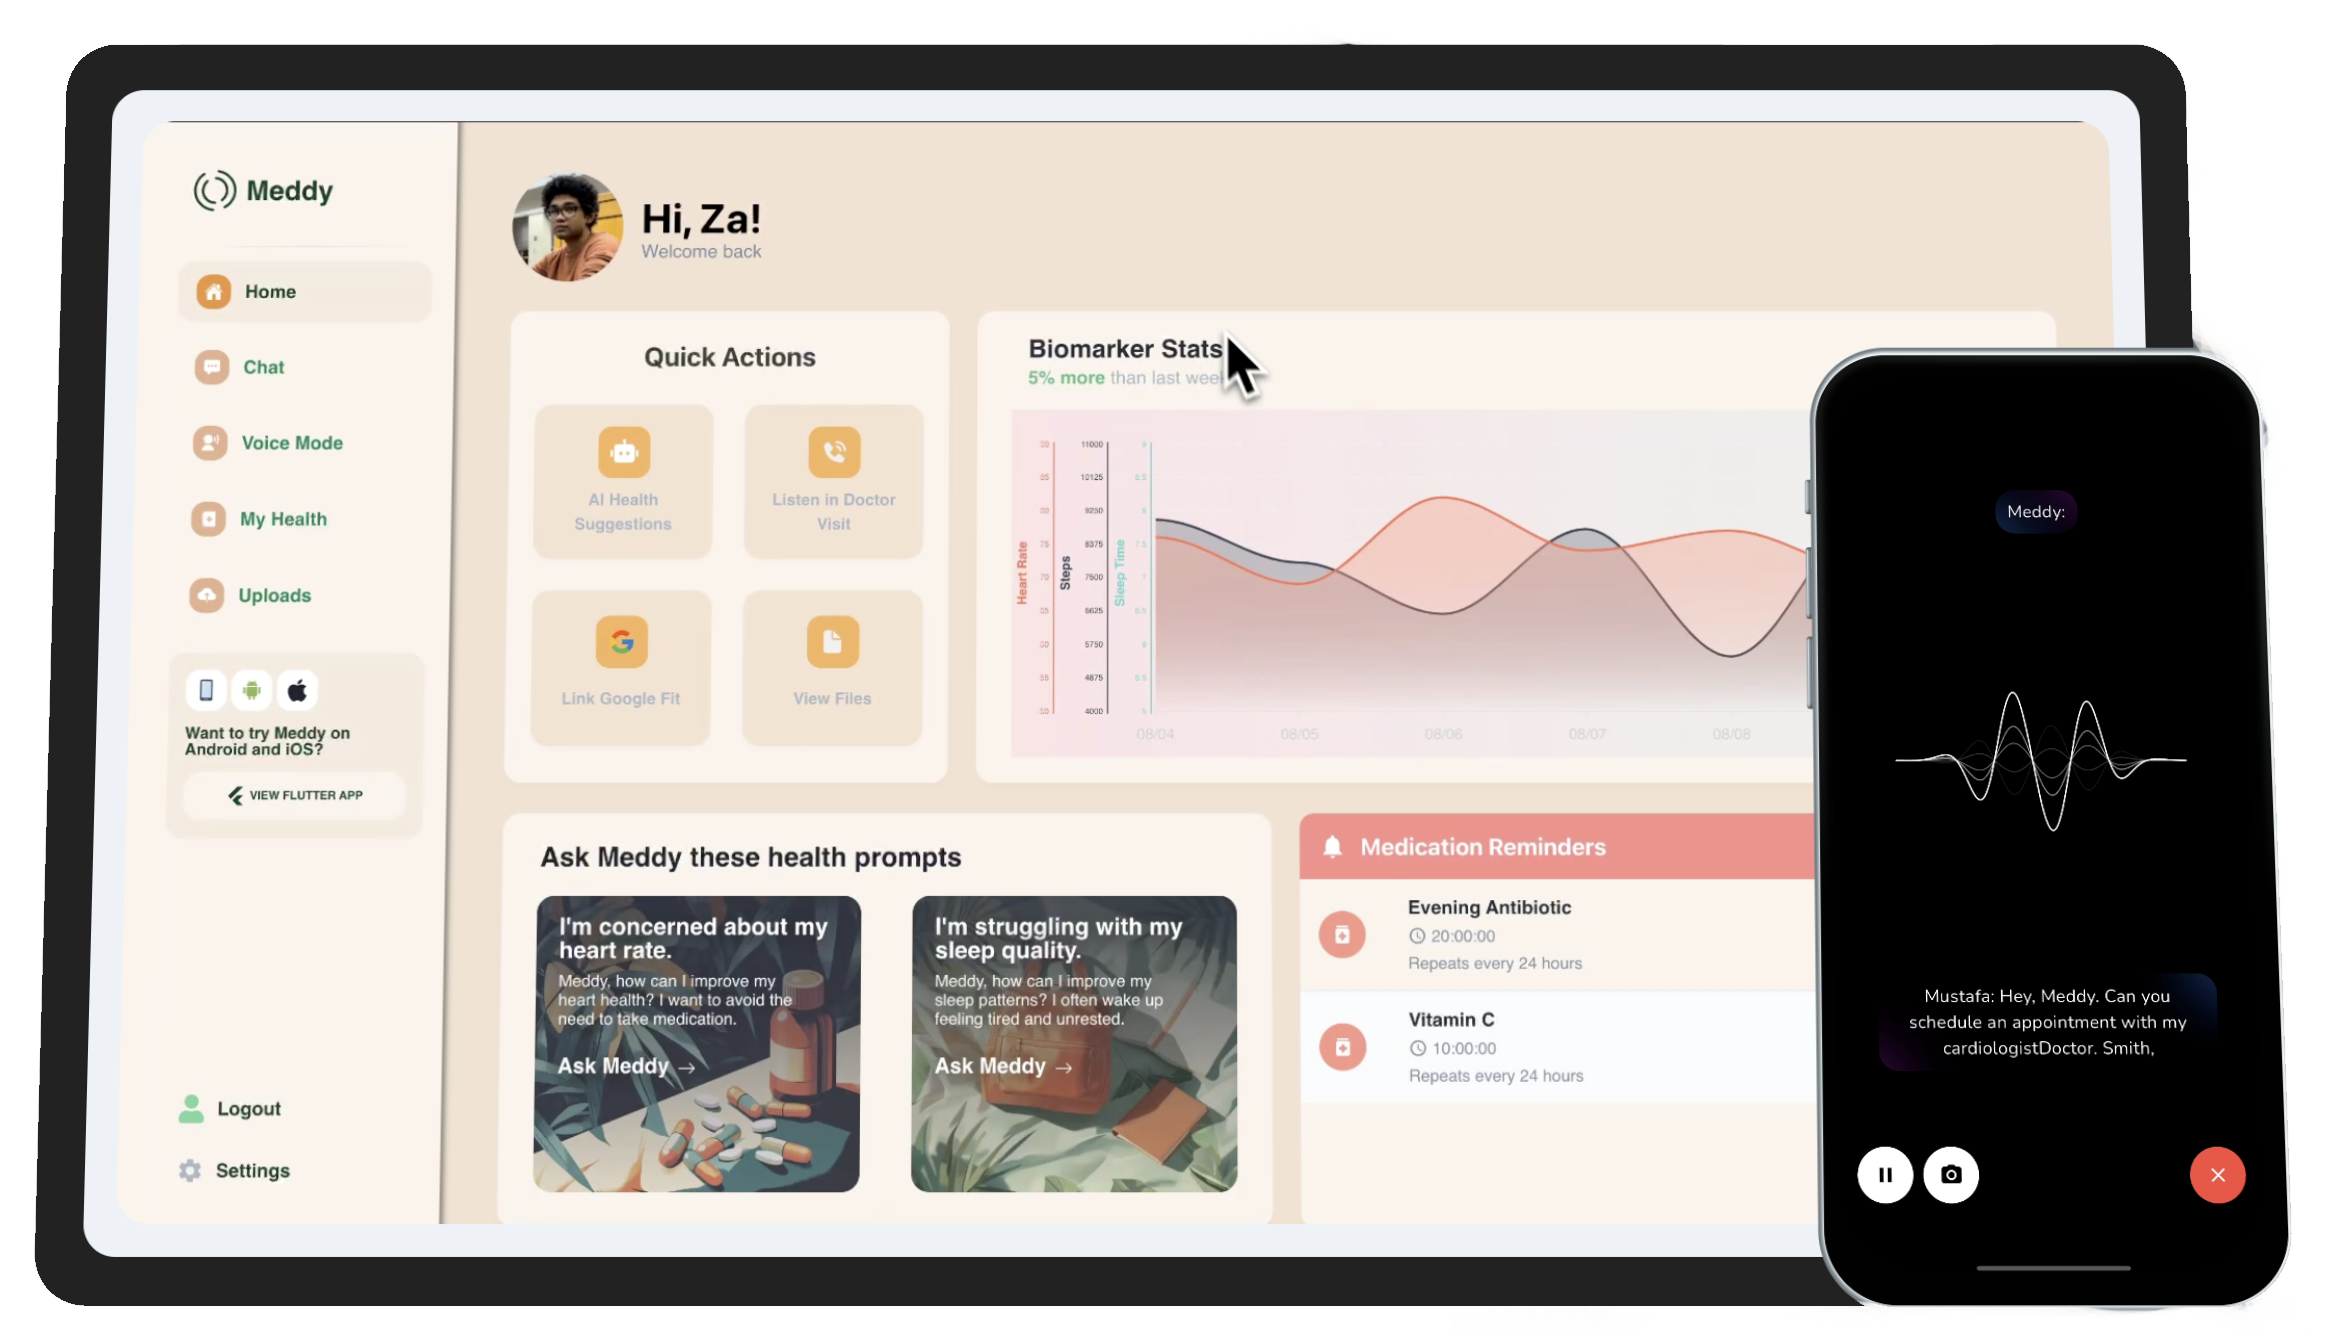 Meddy
Home
Chat
Voice Mode
My Health
Uploads
Want to try Meddy on
Android and iOS?
VIEW FLUTTER APP
Logout
Settings
Hi, Za!
Welcome back
Quick Actions
AI Health
Suggestions
Listen in Doctor
Visit
Link Google Fit
View Files
Biomarker Stats
5% more than last wee
Heart Rate
75
70
Steps
11000
10125
9250
8375
7500
6625
5750
4875
4000
Sleep Time
7.5
7
08/04
08/05
08/06
08/07
08/08
Ask Meddy these health prompts
I'm concerned about my
heart rate.
Meddy, how can I improve my
heart health? I want to avoid the
need to take medication.
Ask Meddy →
I'm struggling with my
sleep quality.
Meddy, how can I improve my
sleep patterns? I often wake up
feeling tired and unrested.
Ask Meddy →
Medication Reminders
Evening Antibiotic
20:00:00
Repeats every 24 hours
Vitamin C
10:00:00
Repeats every 24 hours
Meddy:
Mustafa: Hey, Meddy. Can you
schedule an appointment with my
cardiologistDoctor. Smith,